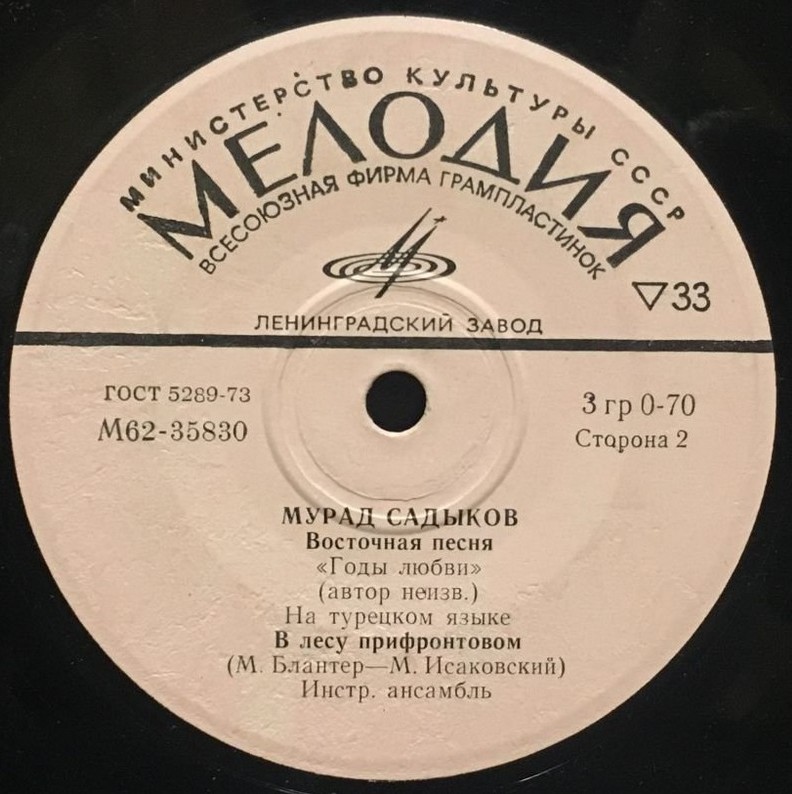 МИНИСТЕРСТВО КУЛЬТУРЫ СССР
МЕЛОДИЯ
ВСЕСОЮЗНАЯ ФИРМА ГРАМПЛАСТИНОК
▽33
ЛЕНИНГРАДСКИЙ ЗАВОД
ГОСТ 5289-73
М62-35830
3 гр 0-70
Сторона 2
МУРАД САДЫКОВ
Восточная песня
«Годы любви»
(автор неизв.)
На турецком языке
В лесу прифронтовом
(М. Блантер—М. Исаковский)
Инстр. ансамбль